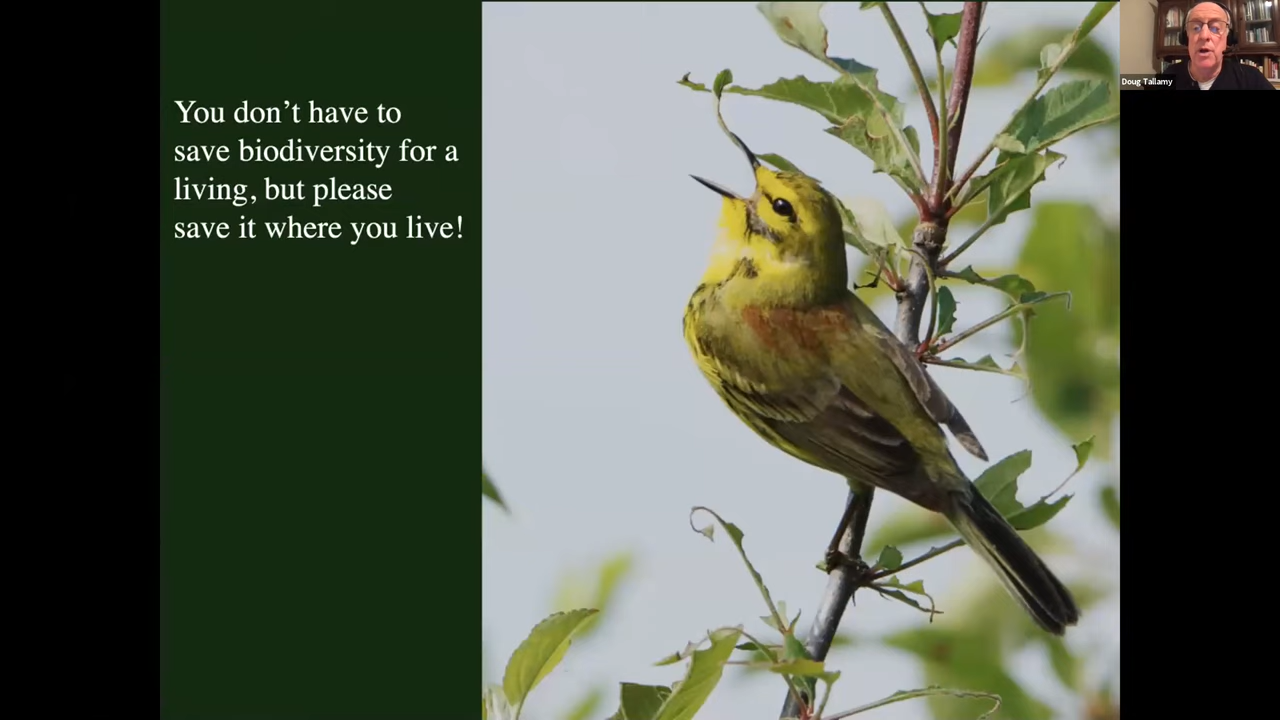 You don’t have to
save biodiversity for a
living, but please
save it where you live!
Doug Tallamy